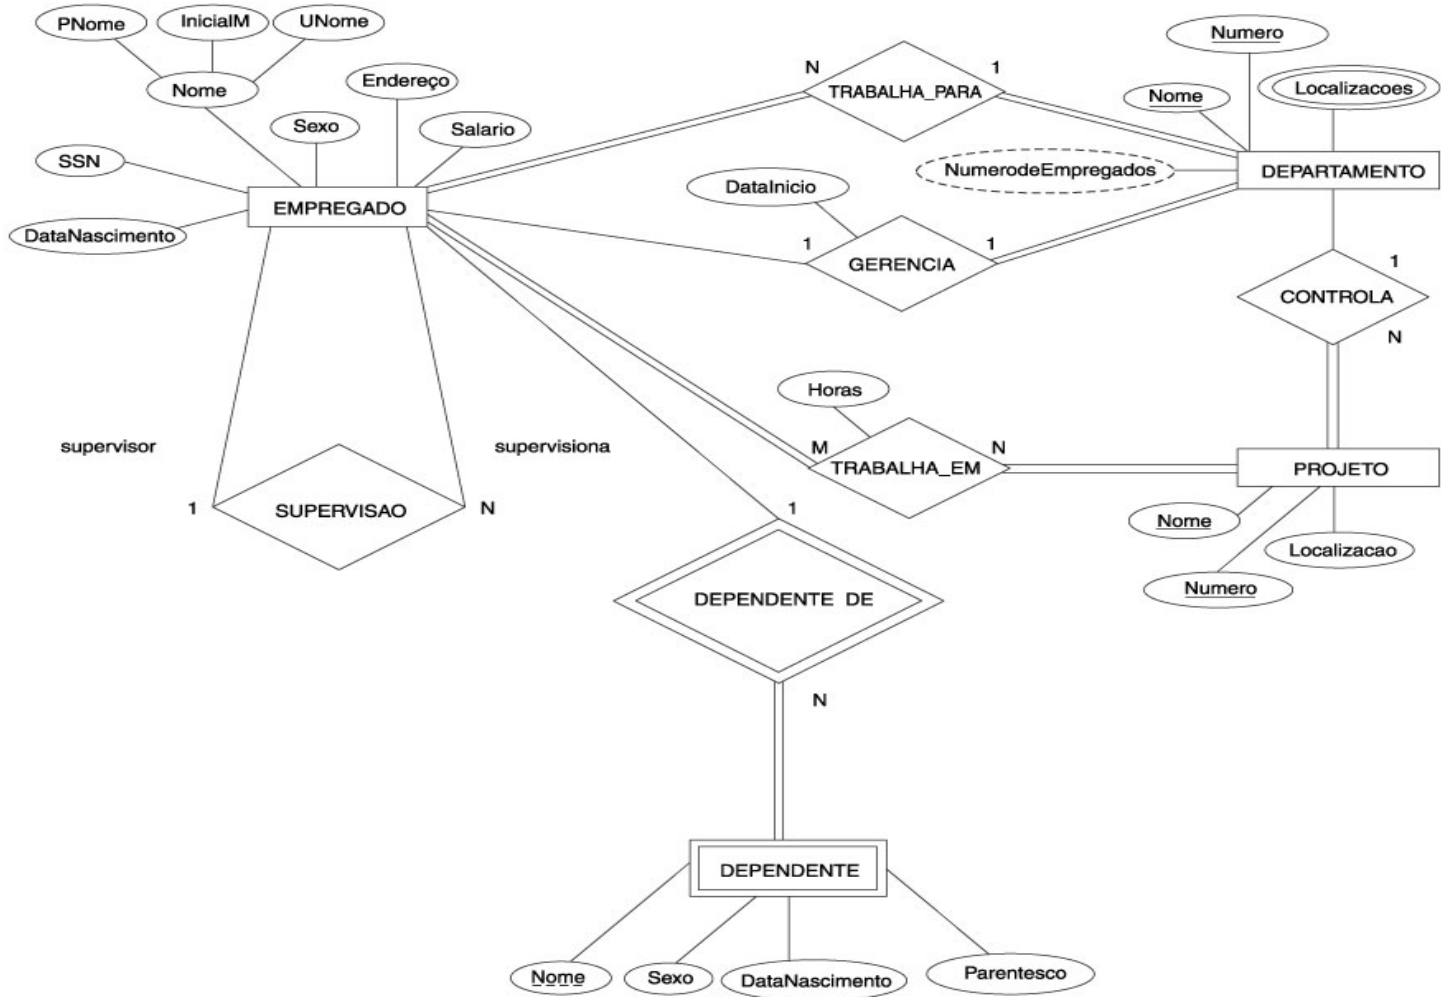 PNome
InicialM
UNome
Numero
Nome
Endereço
N
1
TRABALHA_PARA
Nome
Localizacoes
Sexo
Salario
SSN
NumerodeEmpregados
DEPARTAMENTO
DataInicio
EMPREGADO
DataNascimento
1
1
GERENCIA
1
CONTROLA
N
Horas
supervisor
supervisiona
M
N
TRABALHA_EM
PROJETO
1
SUPERVISAO
N
1
Nome
Localizacao
Numero
DEPENDENTE DE
N
DEPENDENTE
Nome
Sexo
DataNascimento
Parentesco